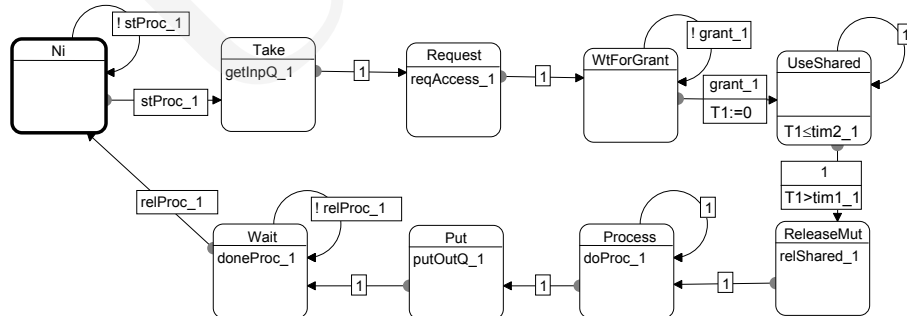 ! stProc_1
Ni
stProc_1
Take
getInpQ_1
1
Request
reqAccess_1
1
! grant_1
WtForGrant
grant_1
T1:=0
1
UseShared
T1≤tim2_1
1
T1>tim1_1
ReleaseMut
relShared_1
1
1
Process
doProc_1
1
Put
putOutQ_1
1
! relProc_1
Wait
doneProc_1
relProc_1